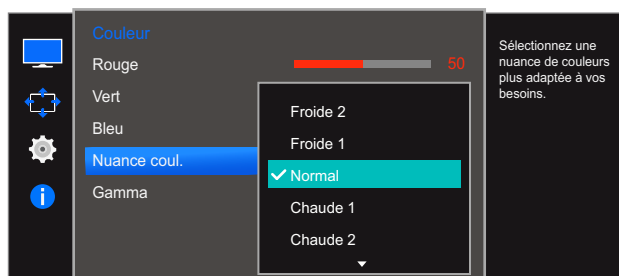 Couleur
Rouge 50
Vert
Bleu
Nuance coul.
Gamma
Froide 2
Froide 1
Normal
Chaude 1
Chaude 2
Sélectionnez une
nuance de couleurs
plus adaptée à vos
besoins.